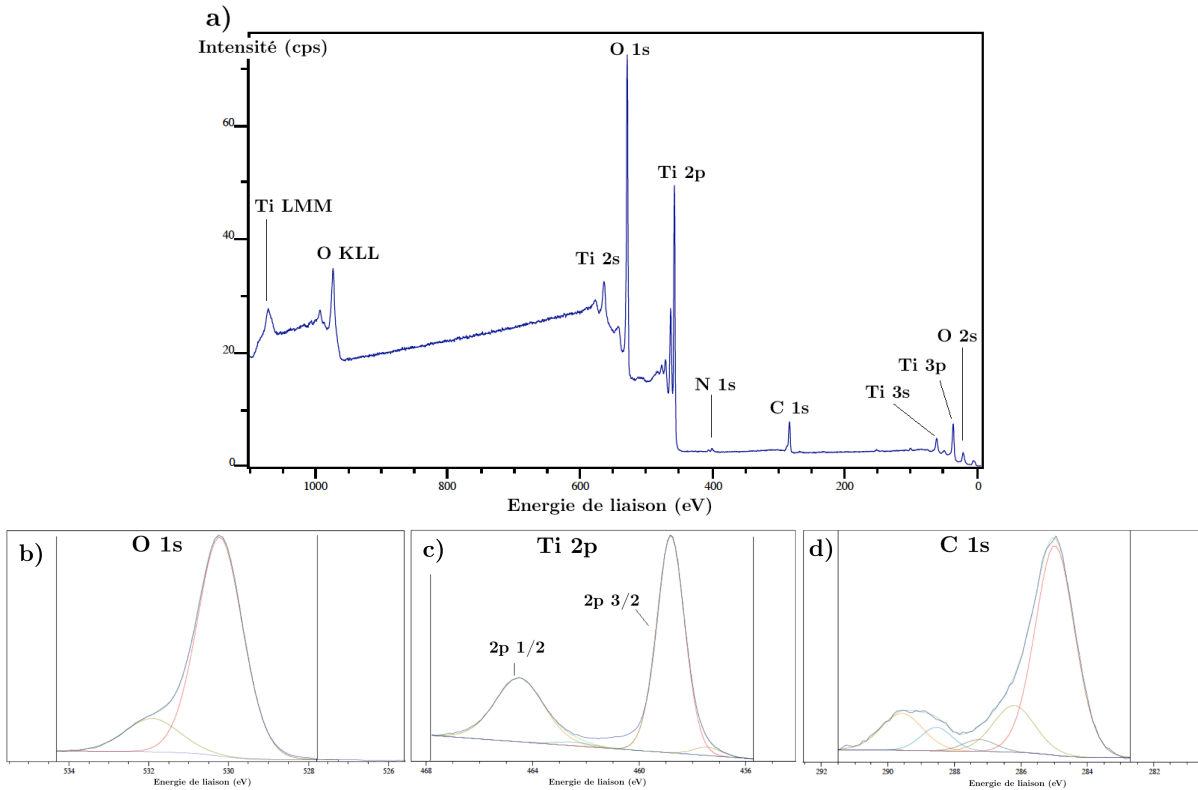 a)
Intensité (cps)
O 1s
60
Ti 2p
Ti LMM
40
O KLL
Ti 2s
O 2s
20
Ti 3p
N 1s
Ti 3s
C 1s
0
1000 800 600 400 200 0
Energie de liaison (eV)
b)
O 1s
534 532 530 528 526
Energie de liaison (eV)
c)
Ti 2p
2p 3/2
2p 1/2
468 464 460 456
Energie de liaison (eV)
d)
C 1s
292 290 288 286 284 282
Energie de liaison (eV)